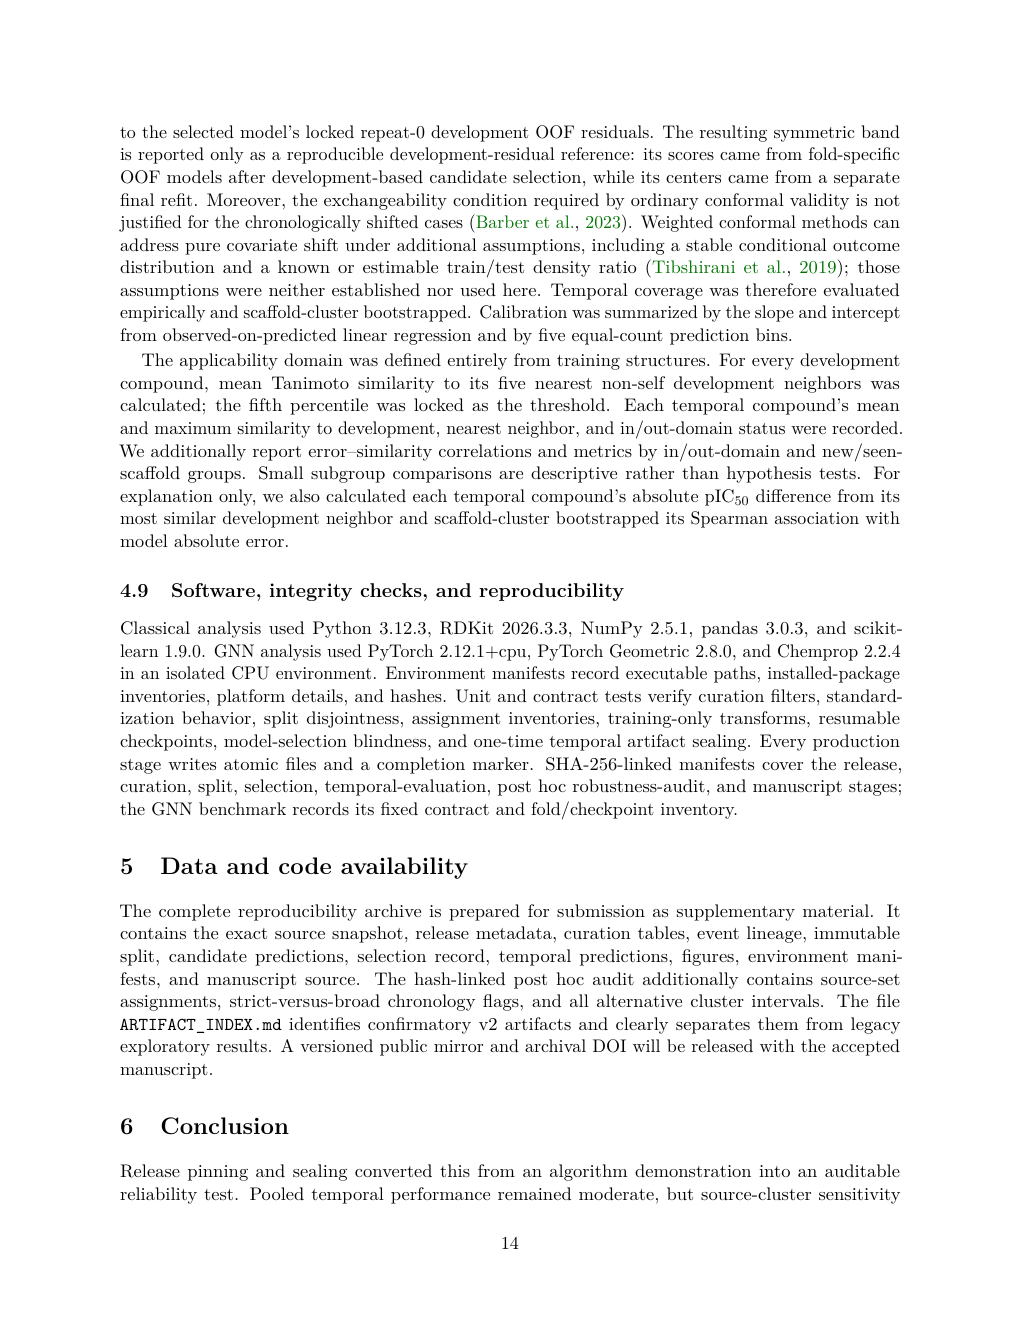 to the selected model's locked repeat-0 development OOF residuals. The resulting symmetric band
is reported only as a reproducible development-residual reference: its scores came from fold-specific
OOF models after development-based candidate selection, while its centers came from a separate
final refit. Moreover, the exchangeability condition required by ordinary conformal validity is not
justified for the chronologically shifted cases (Barber et al., 2023). Weighted conformal methods can
address pure covariate shift under additional assumptions, including a stable conditional outcome
distribution and a known or estimable train/test density ratio (Tibshirani et al., 2019); those
assumptions were neither established nor used here. Temporal coverage was therefore evaluated
empirically and scaffold-cluster bootstrapped. Calibration was summarized by the slope and intercept
from observed-on-predicted linear regression and by five equal-count prediction bins.
The applicability domain was defined entirely from training structures. For every development
compound, mean Tanimoto similarity to its five nearest non-self development neighbors was
calculated; the fifth percentile was locked as the threshold. Each temporal compound's mean
and maximum similarity to development, nearest neighbor, and in/out-domain status were recorded.
We additionally report error–similarity correlations and metrics by in/out-domain and new/seen-
scaffold groups. Small subgroup comparisons are descriptive rather than hypothesis tests. For
explanation only, we also calculated each temporal compound's absolute pIC50 difference from its
most similar development neighbor and scaffold-cluster bootstrapped its Spearman association with
model absolute error.
4.9 Software, integrity checks, and reproducibility
Classical analysis used Python 3.12.3, RDKit 2026.3.3, NumPy 2.5.1, pandas 3.0.3, and scikit-
learn 1.9.0. GNN analysis used PyTorch 2.12.1+cpu, PyTorch Geometric 2.8.0, and Chemprop 2.2.4
in an isolated CPU environment. Environment manifests record executable paths, installed-package
inventories, platform details, and hashes. Unit and contract tests verify curation filters, standard-
ization behavior, split disjointness, assignment inventories, training-only transforms, resumable
checkpoints, model-selection blindness, and one-time temporal artifact sealing. Every production
stage writes atomic files and a completion marker. SHA-256-linked manifests cover the release,
curation, split, selection, temporal-evaluation, post hoc robustness-audit, and manuscript stages;
the GNN benchmark records its fixed contract and fold/checkpoint inventory.
5 Data and code availability
The complete reproducibility archive is prepared for submission as supplementary material. It
contains the exact source snapshot, release metadata, curation tables, event lineage, immutable
split, candidate predictions, selection record, temporal predictions, figures, environment mani-
fests, and manuscript source. The hash-linked post hoc audit additionally contains source-set
assignments, strict-versus-broad chronology flags, and all alternative cluster intervals. The file
ARTIFACT_INDEX.md identifies confirmatory v2 artifacts and clearly separates them from legacy
exploratory results. A versioned public mirror and archival DOI will be released with the accepted
manuscript.
6 Conclusion
Release pinning and sealing converted this from an algorithm demonstration into an auditable
reliability test. Pooled temporal performance remained moderate, but source-cluster sensitivity
14